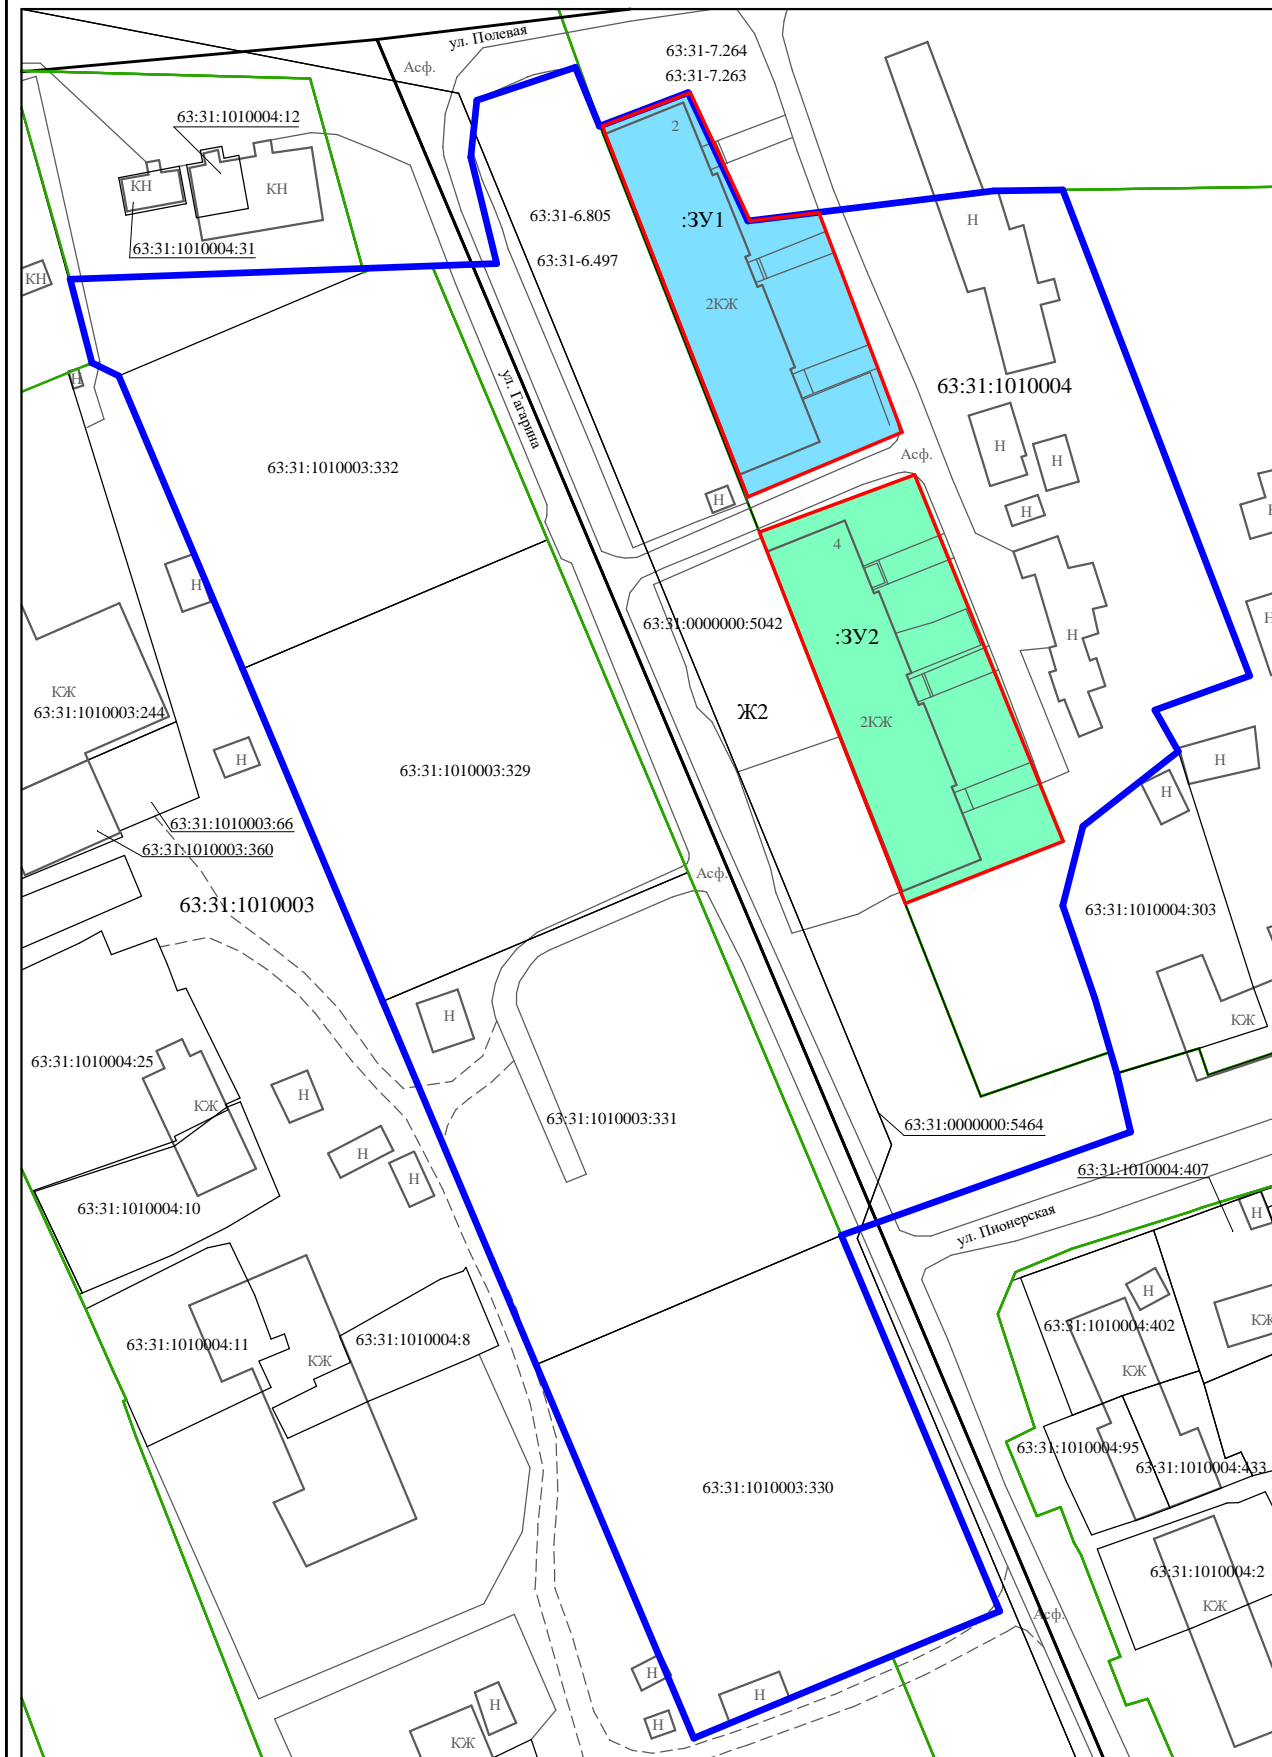 ул. Полевая
63:31-7.264
Асф.
63:31-7.263
63:31:1010004:12
2
КН
КН
63:31-6.805
:ЗУ1
Н
63:31:1010004:31
63:31-6.497
КН
2КЖ
Н
63:31:1010004
ул. Гагарина
Н
Асф.
Н
63:31:1010003:332
Н
Н
4
Н
63:31:0000000:5042
:ЗУ2
Н
Н
КЖ
63:31:1010003:244
Ж2
2КЖ
Н
Н
63:31:1010003:329
Н
63:31:1010003:66
63:31:1010003:360
Асф.
63:31:1010003
63:31:1010004:303
Н
КЖ
63:31:1010004:25
Н
КЖ
63:31:1010003:331
63:31:0000000:5464
Н
Н
63:31:1010004:407
63:31:1010004:10
ул. Пионерская
Н
Н
63:31:1010004:402
КЖ
63:31:1010004:11
63:31:1010004:8
КЖ
КЖ
63:31:1010004:95
63:31:1010004:433
63:31:1010003:330
63:31:1010004:2
КЖ
Асф.
Н
Н
Н
Н
КЖ